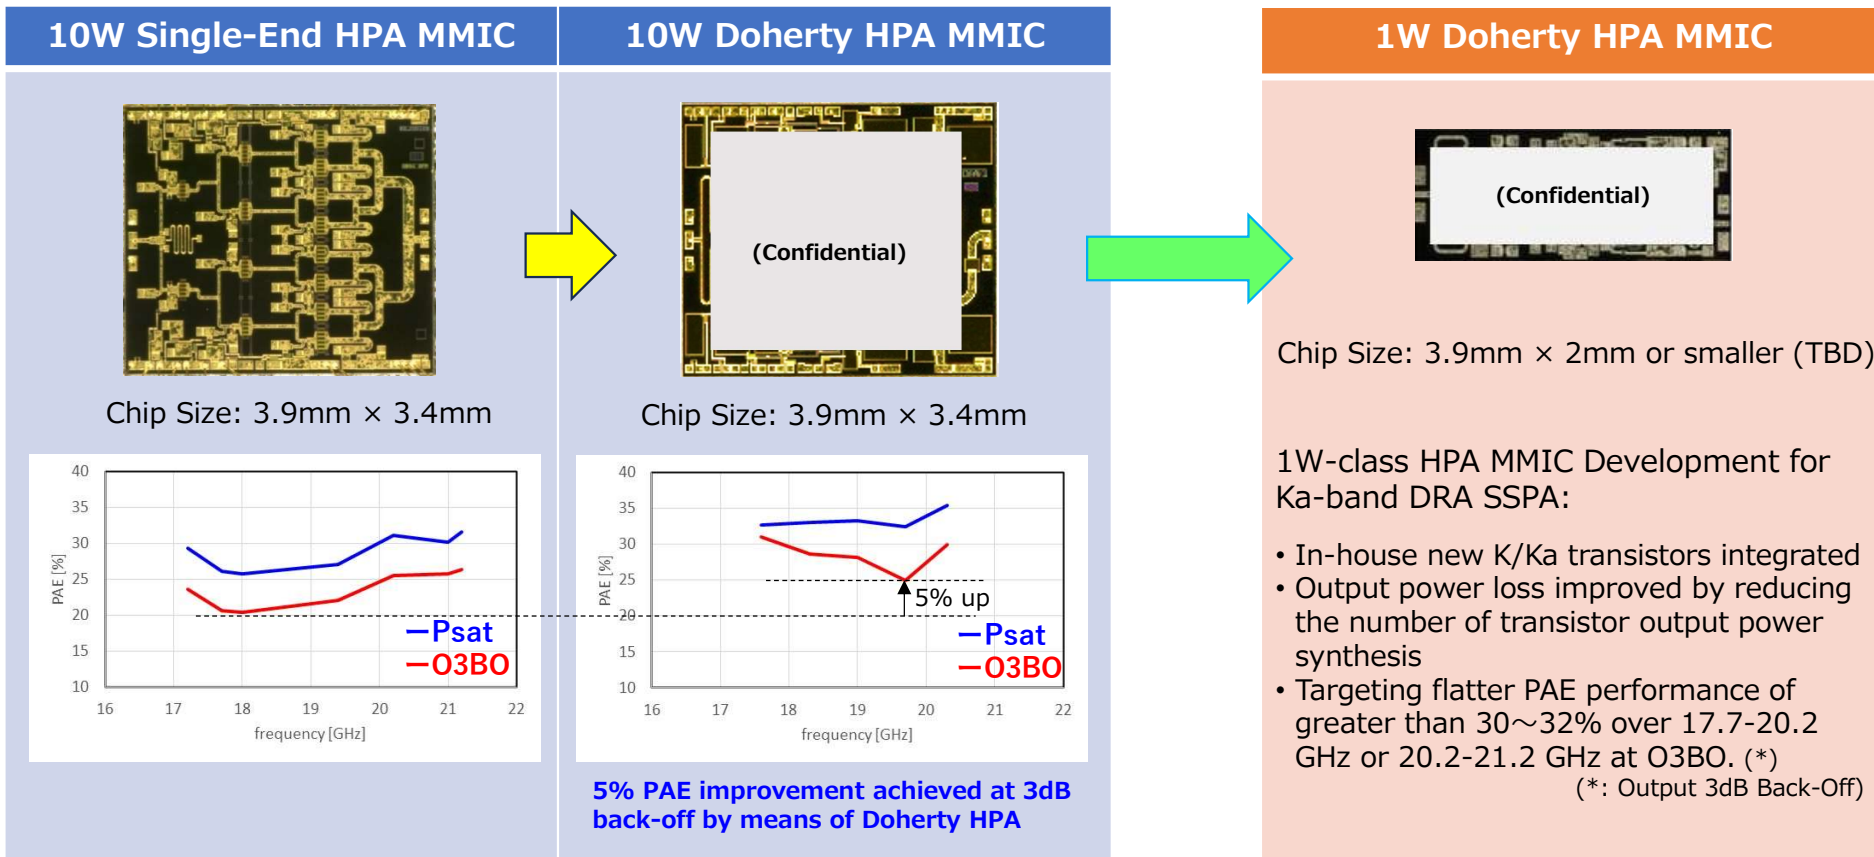 10W Single-End HPA MMIC
Chip Size: 3.9mm × 3.4mm
40
35
30
25
20
15
10
PAE [%]
16 17 18 19 20 21 22
frequency [GHz]
Psat
O3BO
10W Doherty HPA MMIC
(Confidential)
Chip Size: 3.9mm × 3.4mm
40
35
30
25
20
15
10
PAE [%]
16 17 18 19 20 21 22
frequency [GHz]
5% up
Psat
O3BO
5% PAE improvement achieved at 3dB
back-off by means of Doherty HPA
1W Doherty HPA MMIC
(Confidential)
Chip Size: 3.9mm × 2mm or smaller (TBD)
1W-class HPA MMIC Development for
Ka-band DRA SSPA:
• In-house new K/Ka transistors integrated
• Output power loss improved by reducing
the number of transistor output power
synthesis
• Targeting flatter PAE performance of
greater than 30～32% over 17.7-20.2
GHz or 20.2-21.2 GHz at O3BO. (*)
(*: Output 3dB Back-Off)